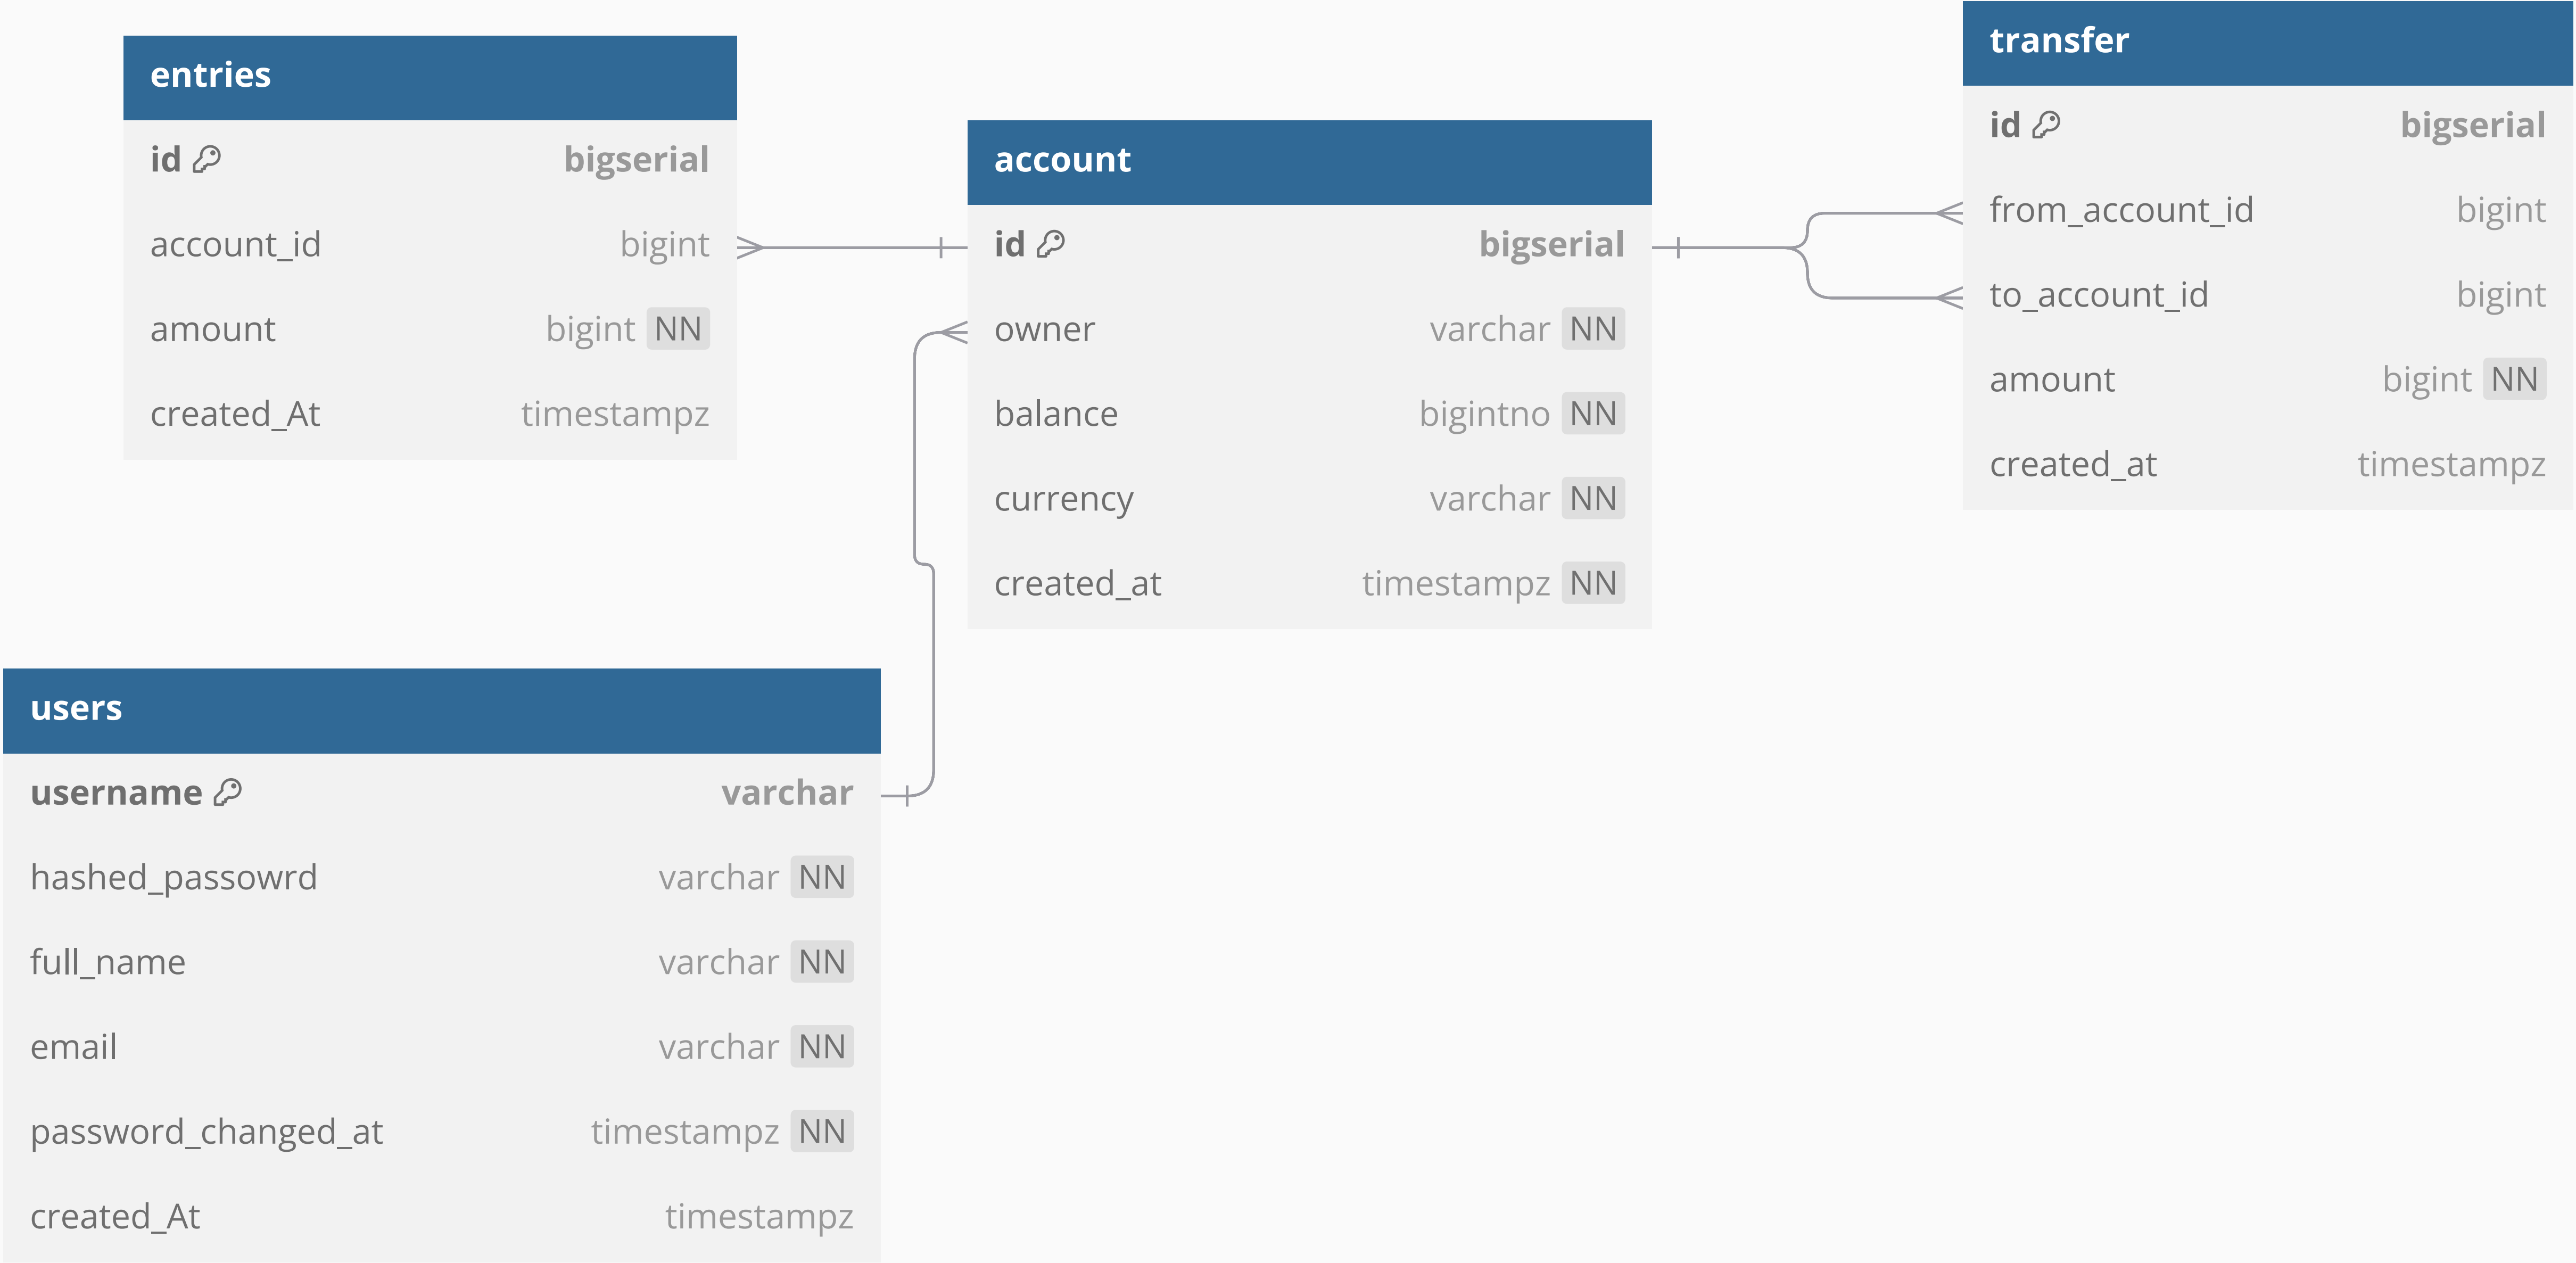 entries
id bigserial
account_id bigint
amount bigint NN
created_At timestampz
account
id bigserial
owner varchar NN
balance bigintno NN
currency varchar NN
created_at timestampz NN
transfer
id bigserial
from_account_id bigint
to_account_id bigint
amount bigint NN
created_at timestampz
users
username varchar
hashed_passowrd varchar NN
full_name varchar NN
email varchar NN
password_changed_at timestampz NN
created_At timestampz